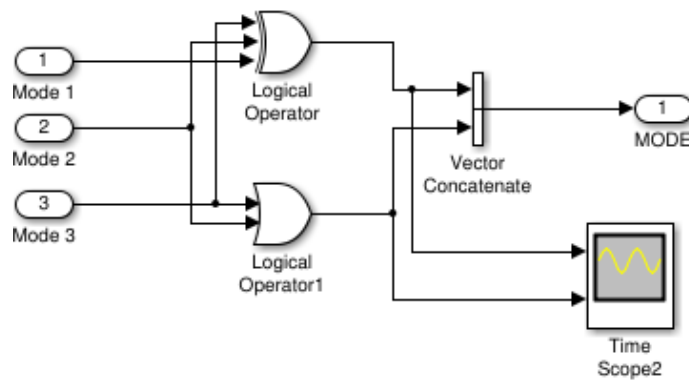 1
Mode 1
2
Mode 2
3
Mode 3
Logical
Operator
Logical
Operator1
Vector
Concatenate
1
MODE
Time
Scope2